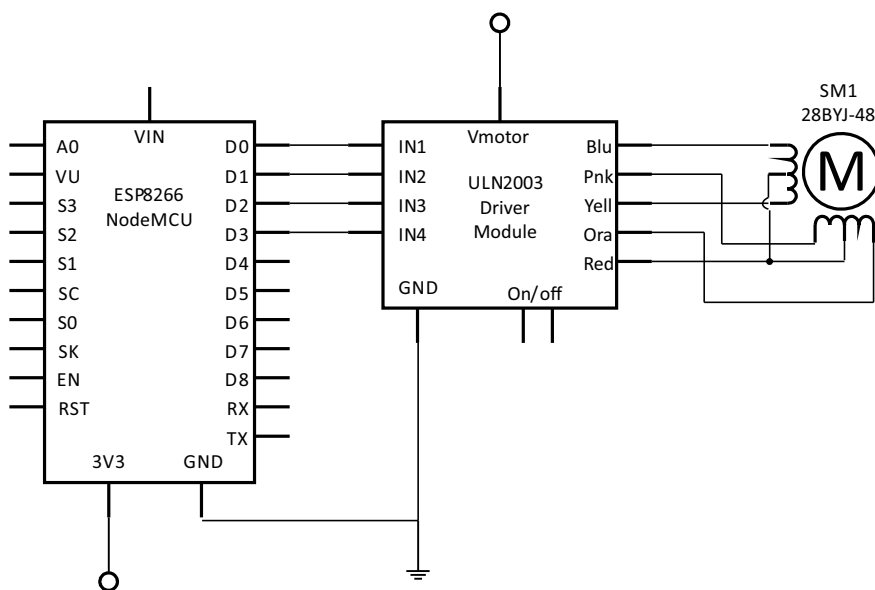 SM1
28BYJ-48
VIN
Vmotor
A0
VU
S3
S2
S1
SC
S0
SK
EN
RST
ESP8266
NodeMCU
D0
D1
D2
D3
D4
D5
D6
D7
D8
RX
TX
3V3
GND
IN1
IN2
IN3
IN4
ULN2003
Driver
Module
Blu
Pnk
Yell
Ora
Red
GND
On/off
M